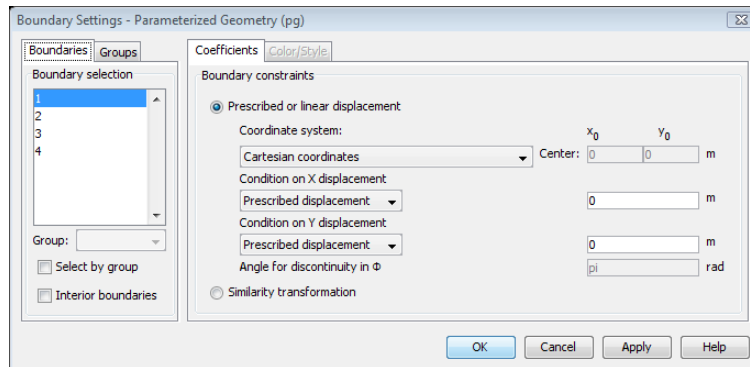 Boundary Settings - Parameterized Geometry (pg)
Boundaries Groups
Boundary selection
1
2
3
4
Group:
Select by group
Interior boundaries
Coefficients Color/Style
Boundary constraints
Prescribed or linear displacement
Coordinate system: x0 y0
Cartesian coordinates Center: 0 0 m
Condition on X displacement
Prescribed displacement 0 m
Condition on Y displacement
Prescribed displacement 0 m
Angle for discontinuity in Φ pi rad
Similarity transformation
OK Cancel Apply Help